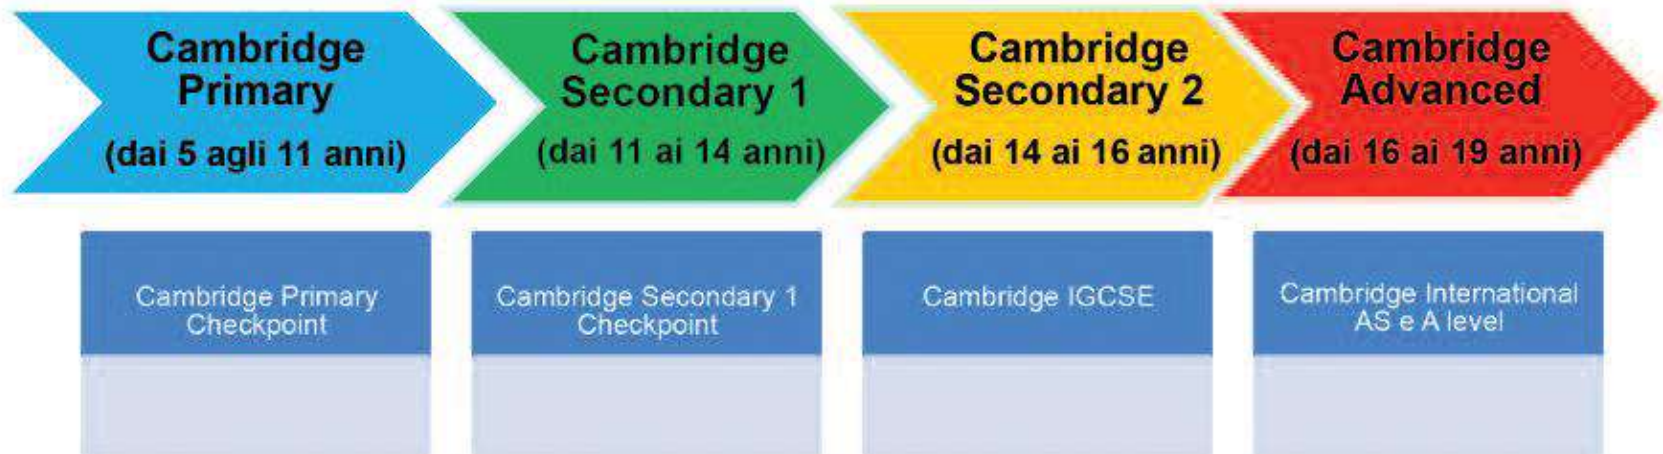 Cambridge
Primary
(dai 5 agli 11 anni)
Cambridge
Secondary 1
(dai 11 ai 14 anni)
Cambridge
Secondary 2
(dai 14 ai 16 anni)
Cambridge
Advanced
(dai 16 ai 19 anni)
Cambridge Primary
Checkpoint
Cambridge Secondary 1
Checkpoint
Cambridge IGCSE
Cambridge International
AS e A level